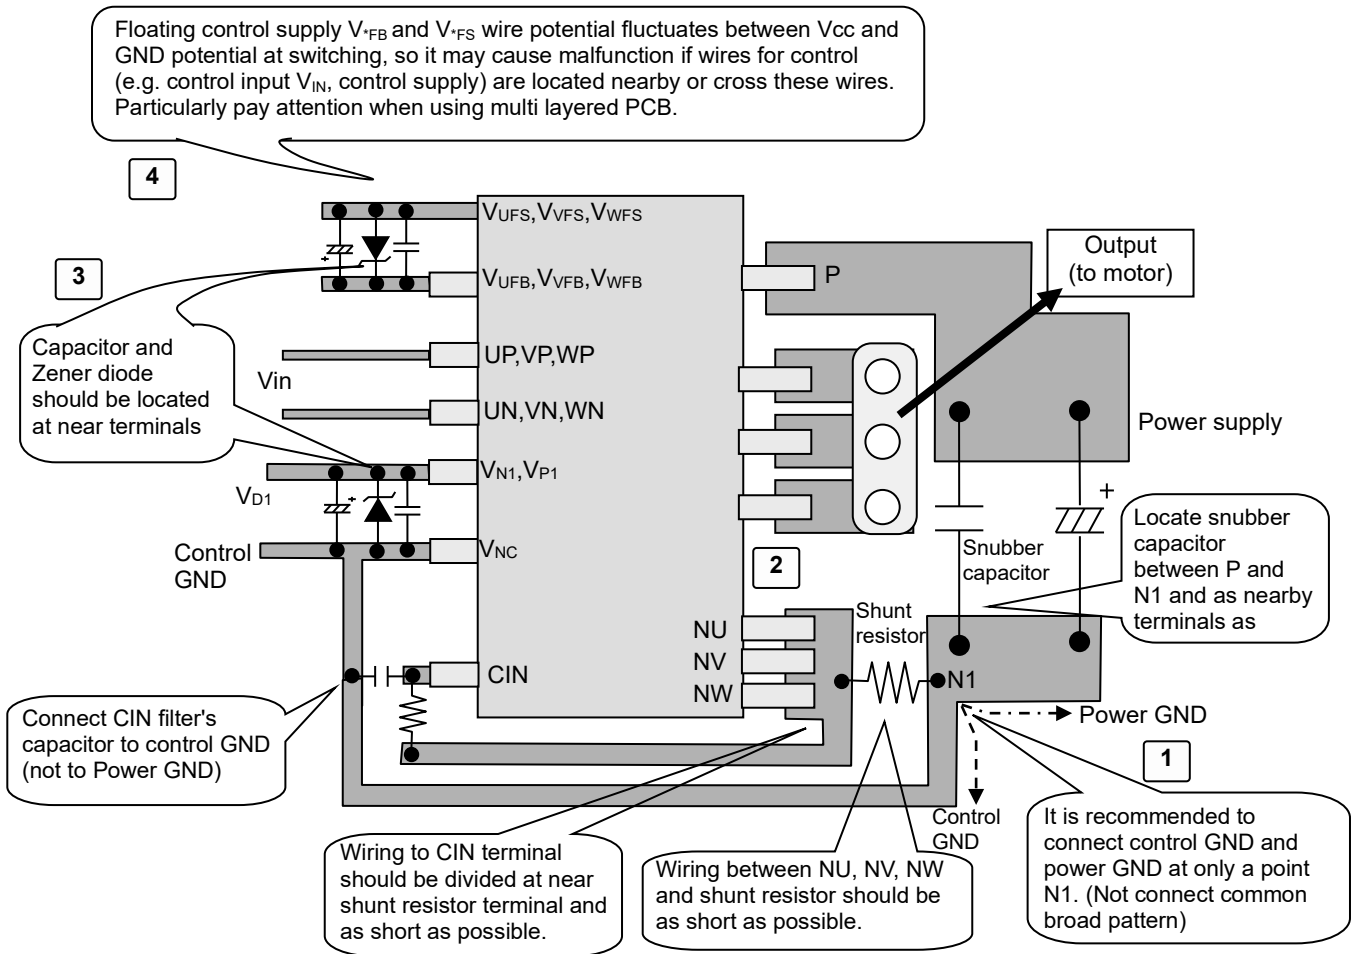 Floating control supply V*FB and V*FS wire potential fluctuates between Vcc and
GND potential at switching, so it may cause malfunction if wires for control
(e.g. control input VIN, control supply) are located nearby or cross these wires.
Particularly pay attention when using multi layered PCB.
4
VUFS,VVFS,VWFS
3
VUFB,VVFB,VWFB
P
Output
(to motor)
Capacitor and
Zener diode
should be located
at near terminals
Vin
UP,VP,WP
UN,VN,WN
Power supply
VD1
VN1,VP1
+
+
+
Control
GND
VNC
Snubber
capacitor
Locate snubber
capacitor
between P and
N1 and as nearby
terminals as
2
Shunt
resistor
NU
NV
NW
CIN
N1
Power GND
1
Control
GND
Connect CIN filter's
capacitor to control GND
(not to Power GND)
Wiring to CIN terminal
should be divided at near
shunt resistor terminal and
as short as possible.
Wiring between NU, NV, NW
and shunt resistor should be
as short as possible.
It is recommended to
connect control GND and
power GND at only a point
N1. (Not connect common
broad pattern)